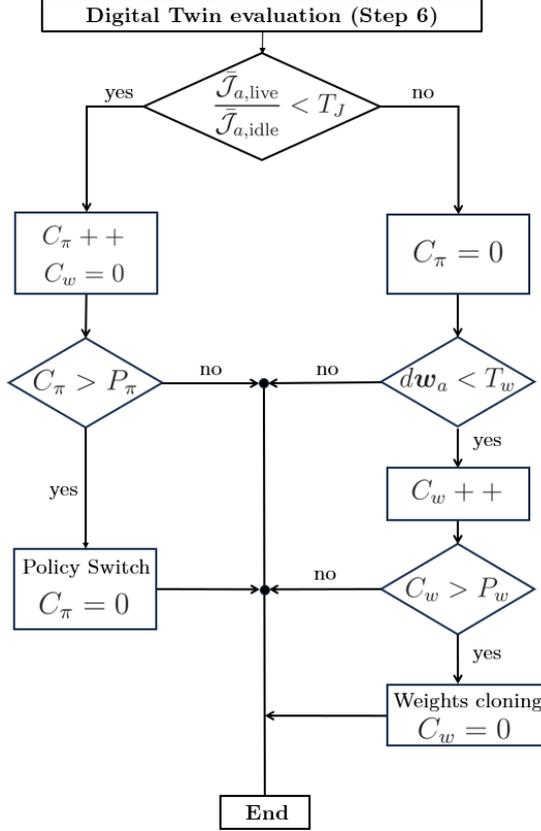 Digital Twin evaluation (Step 6)
yes
J̄a,live / J̄a,idle < TJ
no
Cπ + +
Cw = 0
Cπ = 0
Cπ > Pπ
no
no
dwa < Tw
yes
Cw + +
yes
Policy Switch
Cπ = 0
no
Cw > Pw
yes
Weights cloning
Cw = 0
End